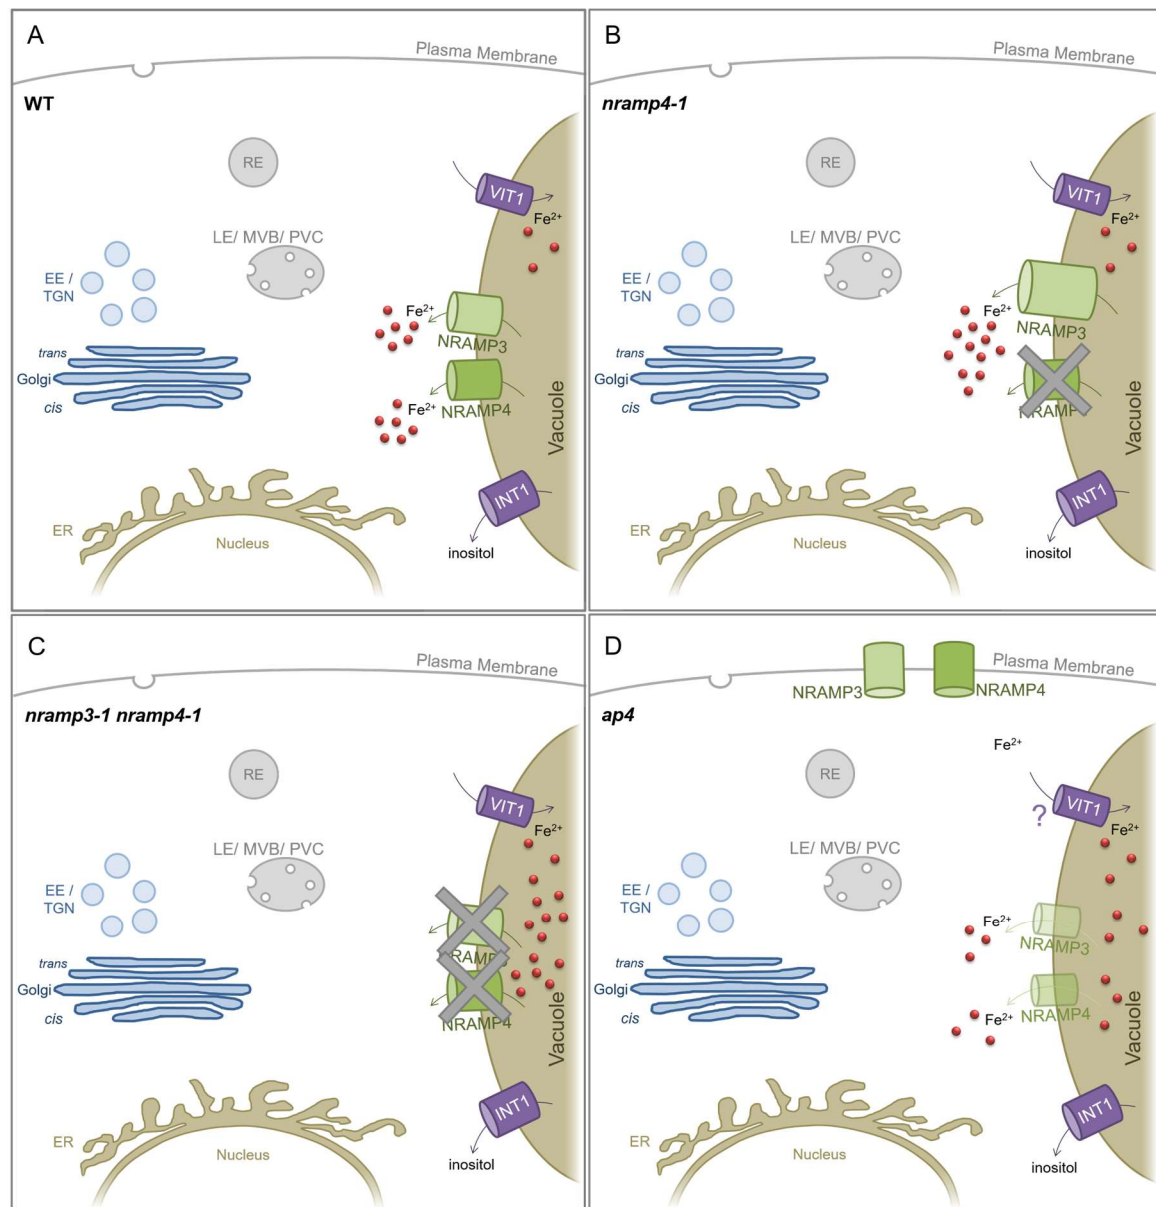 A
Plasma Membrane
WT
RE
VIT1
Fe²⁺
LE/ MVB/ PVC
EE /
TGN
Fe²⁺
NRAMP3
trans
Golgi
cis
Fe²⁺
NRAMP4
Vacuole
INT1
ER
Nucleus
inositol
B
Plasma Membrane
nramp4-1
RE
VIT1
Fe²⁺
LE/ MVB/ PVC
EE /
TGN
Fe²⁺
NRAMP3
trans
Golgi
cis
NRAMP
Vacuole
INT1
ER
Nucleus
inositol
C
Plasma Membrane
nramp3-1 nramp4-1
RE
VIT1
Fe²⁺
LE/ MVB/ PVC
EE /
TGN
trans
Golgi
cis
NRAMP4
Vacuole
INT1
ER
Nucleus
inositol
D
Plasma Membrane
NRAMP3
NRAMP4
ap4
Fe²⁺
RE
VIT1
?
Fe²⁺
LE/ MVB/ PVC
EE /
TGN
Fe²⁺
NRAMP3
trans
Golgi
cis
Fe²⁺
NRAMP4
Vacuole
INT1
ER
Nucleus
inositol